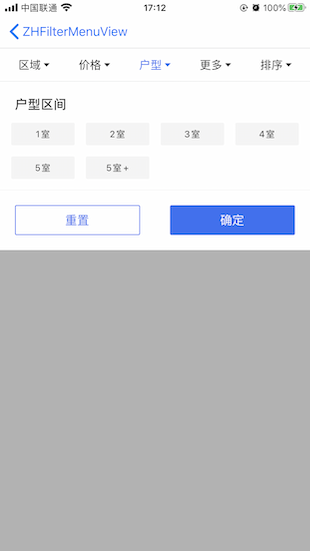 中国联通 17:12 100%
ZHFilterMenuView
区域 价格 户型 更多 排序
户型区间
1室 2室 3室 4室
5室 5室+
重置 确定